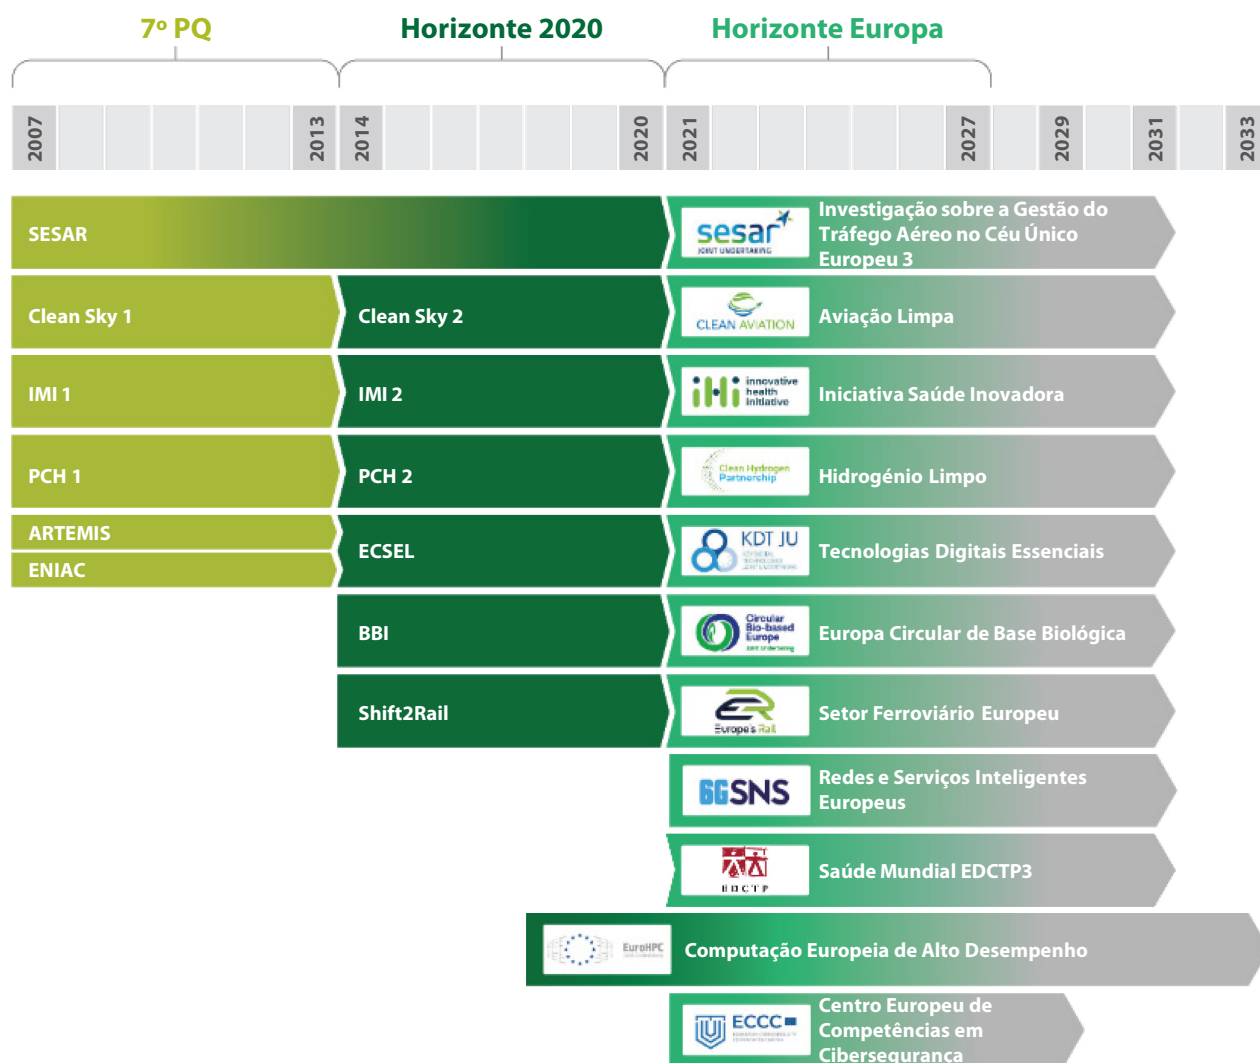 7º PQ
Horizonte 2020
Horizonte Europa
2007
2013
2014
2020
2021
2027
2029
2031
2033
SESAR
sesar
JOINT UNDERTAKING
Investigação sobre a Gestão do
Tráfego Aéreo no Céu Único
Europeu 3
Clean Sky 1
Clean Sky 2
CLEAN AVIATION
Aviação Limpa
IMI 1
IMI 2
iHi
innovative
health
initiative
Iniciativa Saúde Inovadora
PCH 1
PCH 2
Clean Hydrogen
Partnership
Hidrogénio Limpo
ARTEMIS
ENIAC
ECSEL
KDT JU
Tecnologias Digitais Essenciais
BBI
Circular
Bio-based
Europe
Joint Undertaking
Europa Circular de Base Biológica
Shift2Rail
Europe's Rail
Setor Ferroviário Europeu
6GSNS
Redes e Serviços Inteligentes
Europeus
EDCTP
Saúde Mundial EDCTP3
EuroHPC
Computação Europeia de Alto Desempenho
ECCC
Centro Europeu de
Competências em
Cibersegurança